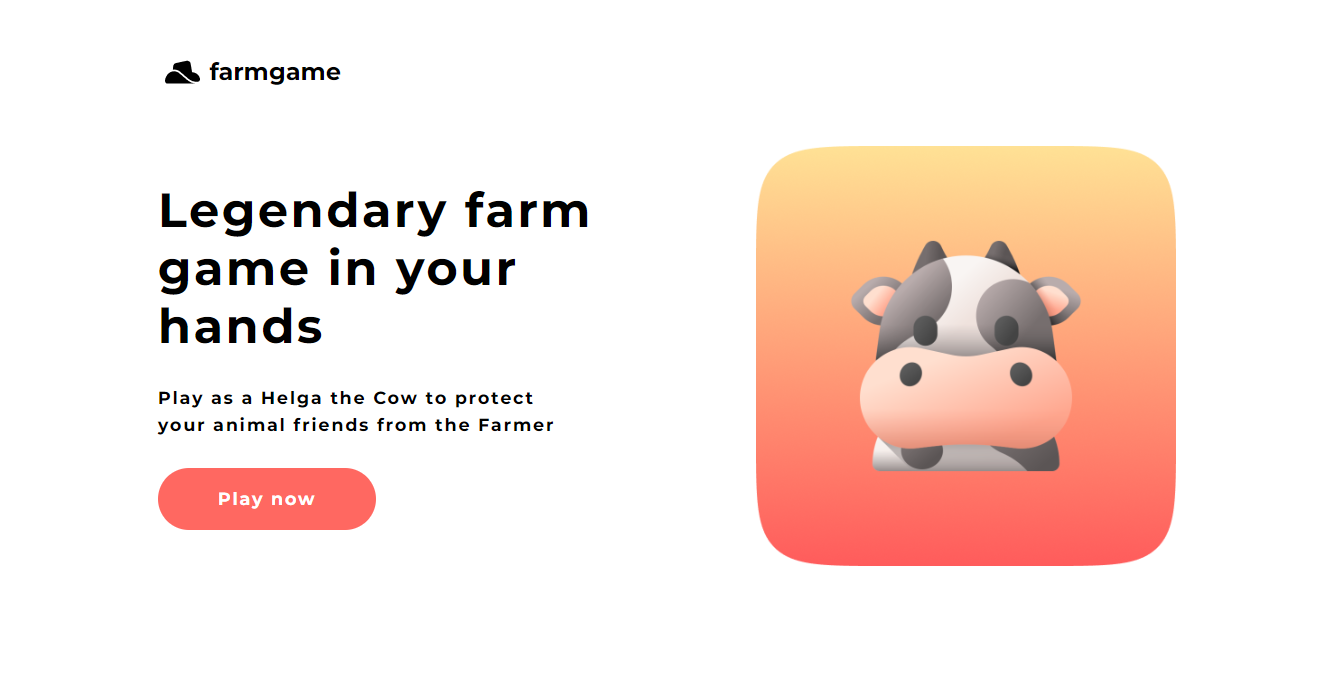 farmgame
Legendary farm
game in your
hands
Play as a Helga the Cow to protect
your animal friends from the Farmer
Play now